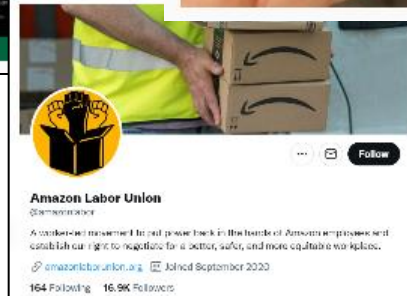 Follow
Amazon Labor Union
@amazonlabor
A worker-led movement to put power back in the hands of Amazon employees and
establish our right to negotiate for a better, safer, and more equitable workplace.
amazonlaborunion.org Joined September 2020
164 Following 16.9K Followers